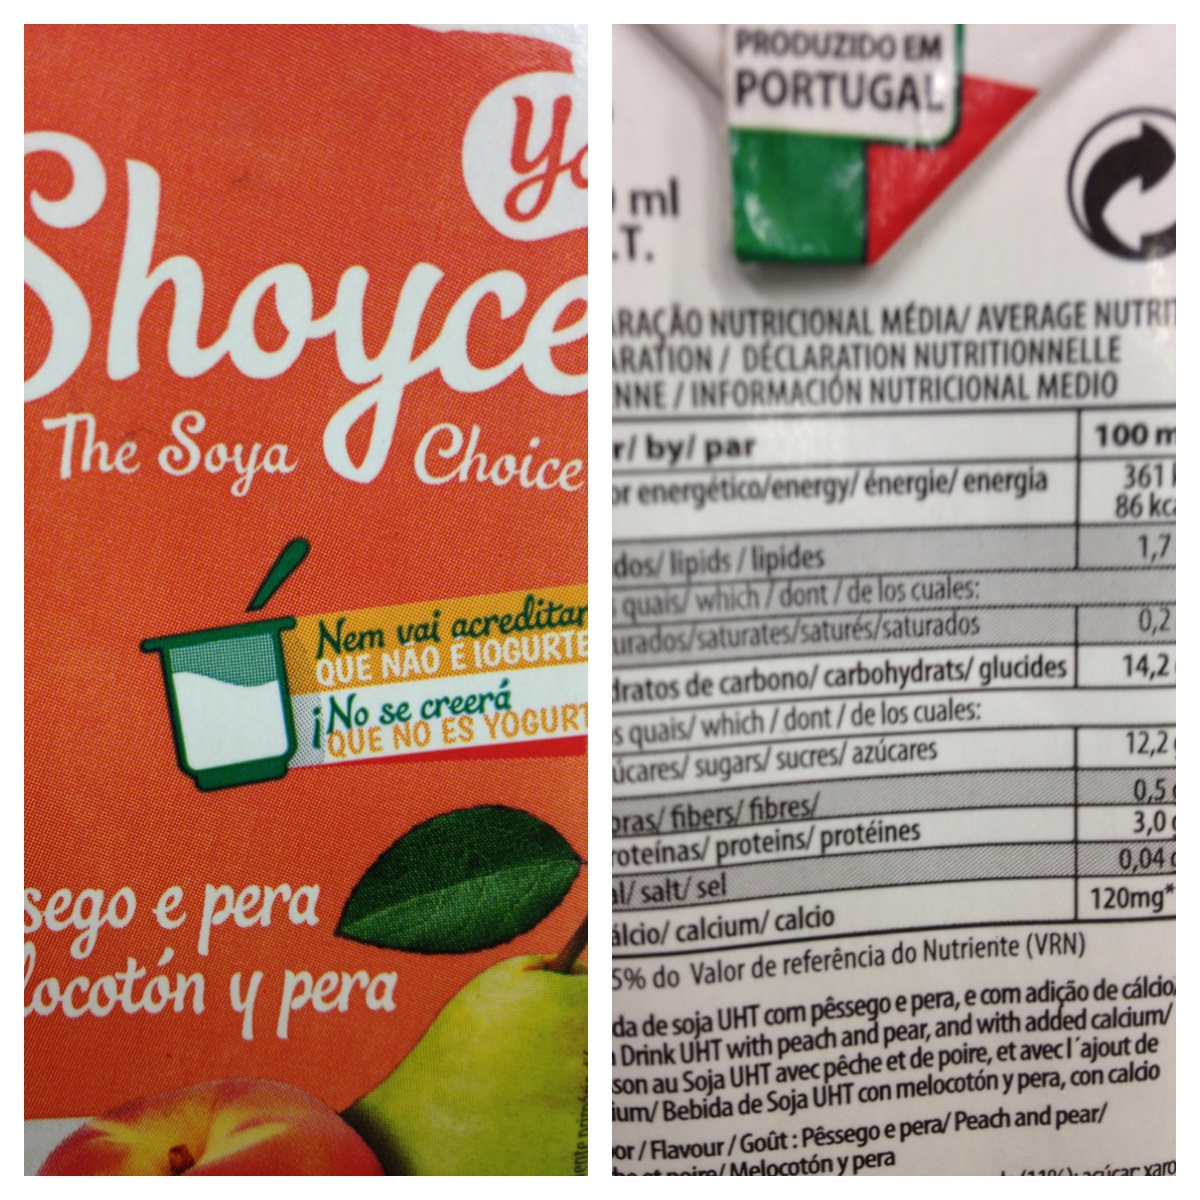 Yo
Shoyce
The Soya Choice
Nem vai acreditar
QUE NÃO É IOGURTE
¡No se creerá
QUE NO ES YOGURT
sego e pera
locotón y pera
PRODUZIDO EM
PORTUGAL
ml
.T.
RAÇÃO NUTRICIONAL MÉDIA/ AVERAGE NUTRIT
RATION / DÉCLARATION NUTRITIONNELLE
NNE / INFORMACIÓN NUTRICIONAL MEDIO
r/ by/ par 100 m
or energético/energy/ énergie/ energia 361
86 kca
dos/ lipids / lipides 1,7
quais/ which / dont / de los cuales:
urados/saturates/saturés/saturados 0,2
dratos de carbono/ carbohydrats/ glucides 14,2
s quais/ which / dont / de los cuales:
úcares/ sugars/ sucres/ azúcares 12,2
bras/ fibers/ fibres/ 0,5
roteínas/ proteins/ protéines 3,0
al/ salt/ sel 0,04
álcio/ calcium/ calcio 120mg*
5% do Valor de referência do Nutriente (VRN)
da de soja UHT com pêssego e pera, e com adição de cálcio/
Drink UHT with peach and pear, and with added calcium/
son au Soja UHT avec pêche et de poire, et avec l´ajout de
ium/ Bebida de Soja UHT con melocotón y pera, con calcio
or / Flavour / Goût : Pêssego e pera/ Peach and pear/
he et poire/ Melocotón y pera